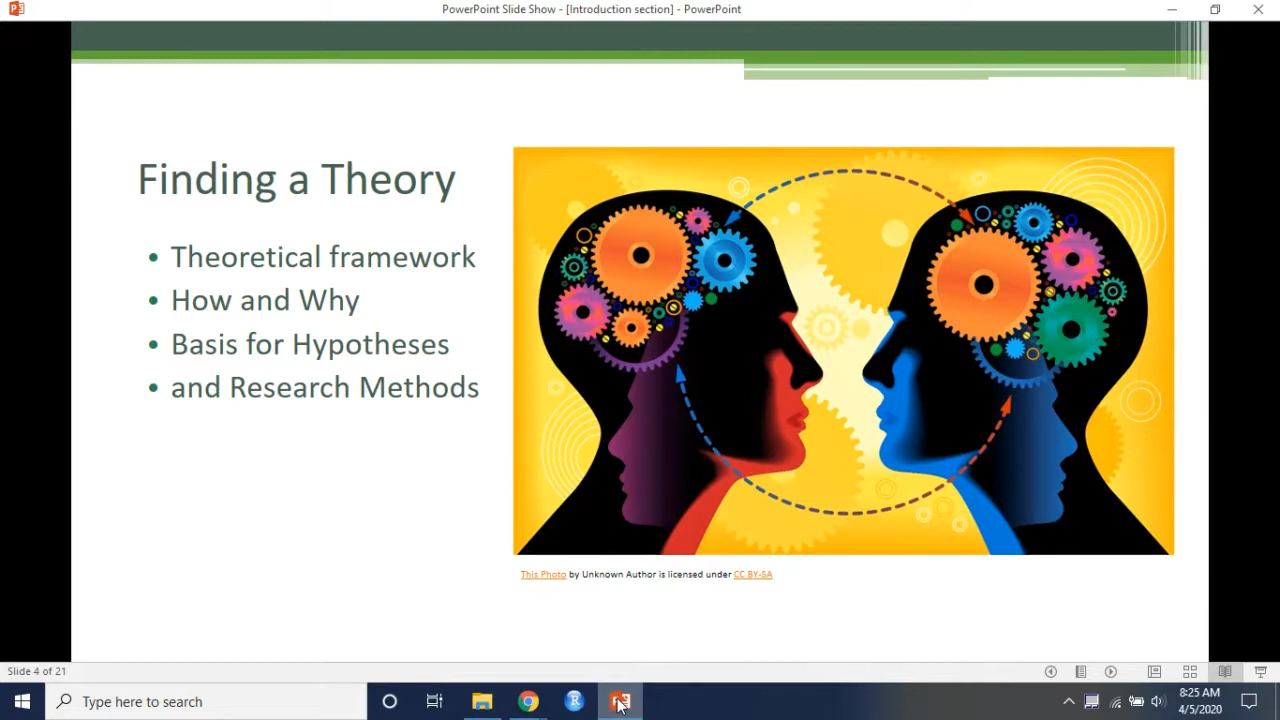 PowerPoint Slide Show - [Introduction section] - PowerPoint
Finding a Theory
• Theoretical framework
• How and Why
• Basis for Hypotheses
• and Research Methods
This Photo by Unknown Author is licensed under CC BY-SA
Slide 4 of 21
Type here to search
8:25 AM
4/5/2020